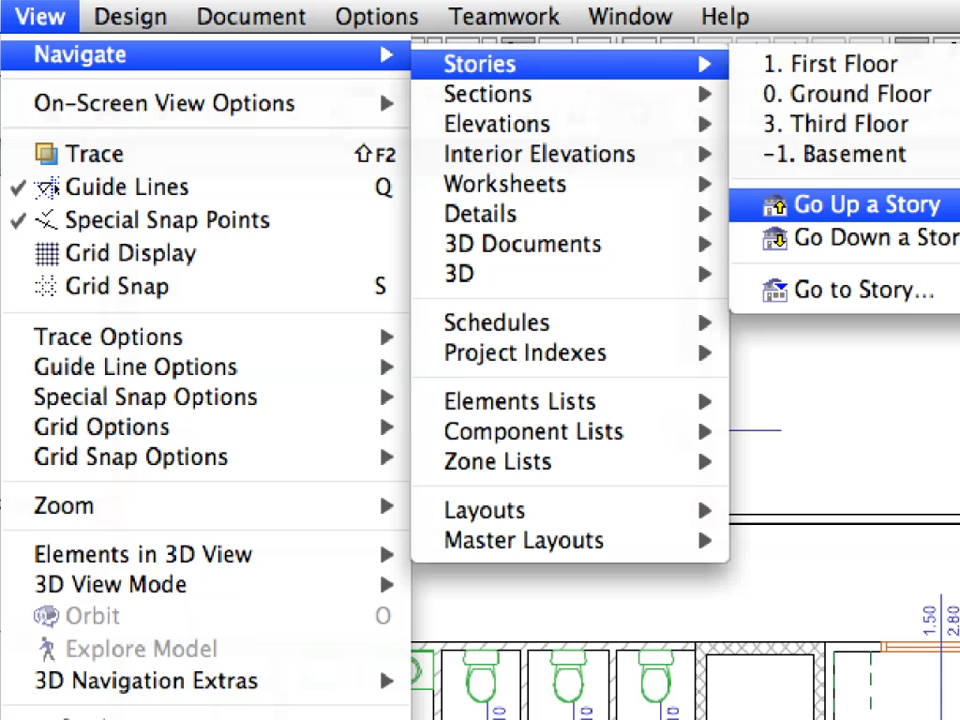 View Design Document Options Teamwork Window Help
Navigate
On-Screen View Options
Trace ⇧F2
✓ Guide Lines Q
✓ Special Snap Points
Grid Display
Grid Snap S
Trace Options
Guide Line Options
Special Snap Options
Grid Options
Grid Snap Options
Zoom
Elements in 3D View
3D View Mode
Orbit O
Explore Model
3D Navigation Extras
Stories
Sections
Elevations
Interior Elevations
Worksheets
Details
3D Documents
3D
Schedules
Project Indexes
Elements Lists
Component Lists
Zone Lists
Layouts
Master Layouts
1. First Floor
0. Ground Floor
3. Third Floor
-1. Basement
Go Up a Story
Go Down a Stor
Go to Story...
1.50
2.80
10
10
10